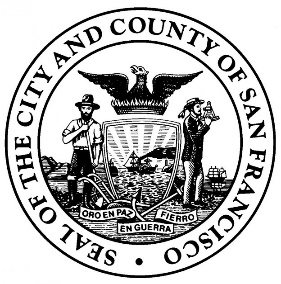 SEAL OF THE CITY AND COUNTY OF SAN FRANCISCO
ORO EN PAZ
FIERRO
EN GUERRA